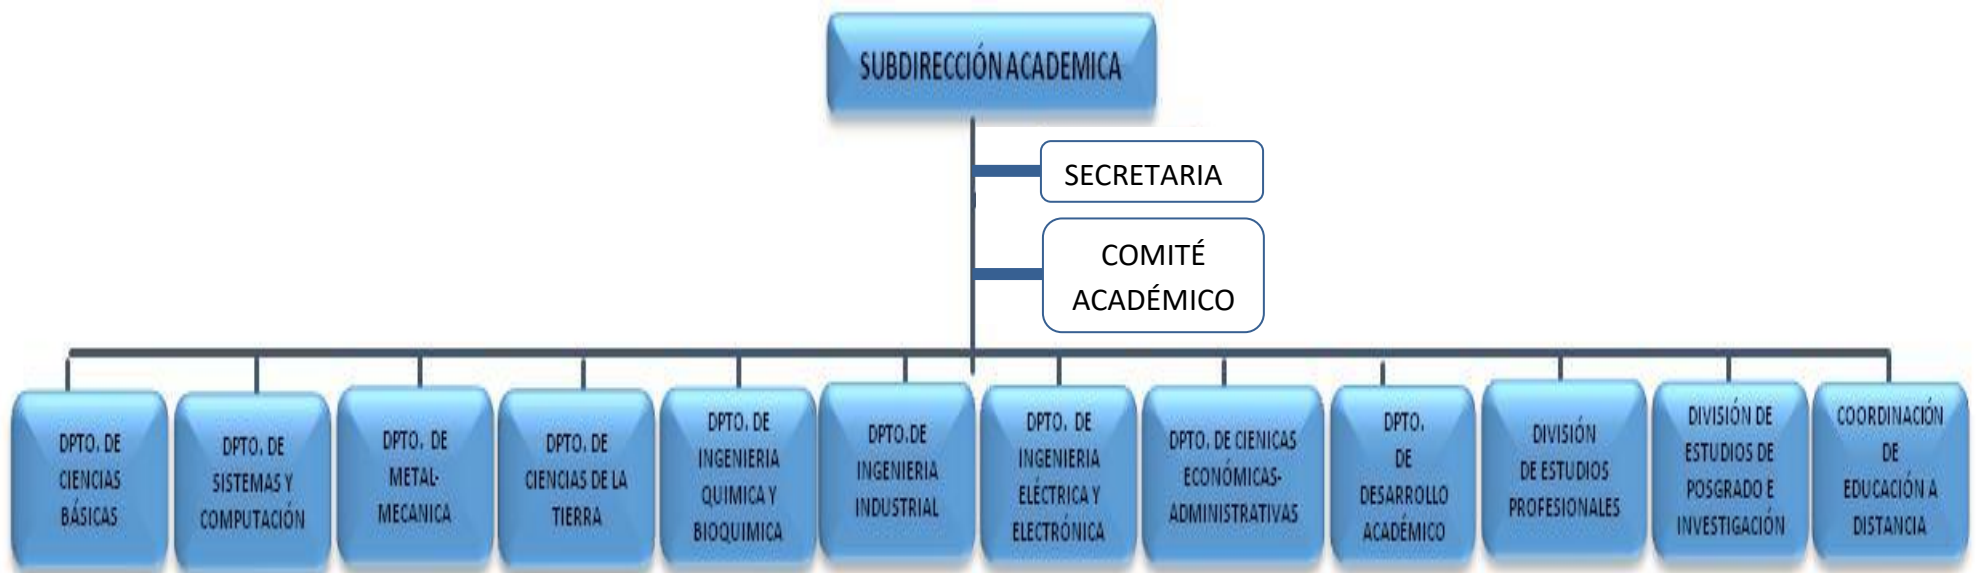 SUBDIRECCIÓN ACADEMICA
SECRETARIA
COMITÉ
ACADÉMICO
DPTO. DE
CIENCIAS
BÁSICAS
DPTO. DE
SISTEMAS Y
COMPUTACIÓN
DPTO. DE
METAL-
MECANICA
DPTO. DE
CIENCIAS DE LA
TIERRA
DPTO. DE
INGENIERIA
QUIMICA Y
BIOQUIMICA
DPTO.DE
INGENIERIA
INDUSTRIAL
DPTO. DE
INGENIERIA
ELÉCTRICA Y
ELECTRÓNICA
DPTO. DE CIENICAS
ECONÓMICAS-
ADMINISTRATIVAS
DPTO.
DE
DESARROLLO
ACADÉMICO
DIVISIÓN
DE ESTUDIOS
PROFESIONALES
DIVISIÓN DE
ESTUDIOS DE
POSGRADO E
INVESTIGACIÓN
COORDINACIÓN
DE
EDUCACIÓN A
DISTANCIA